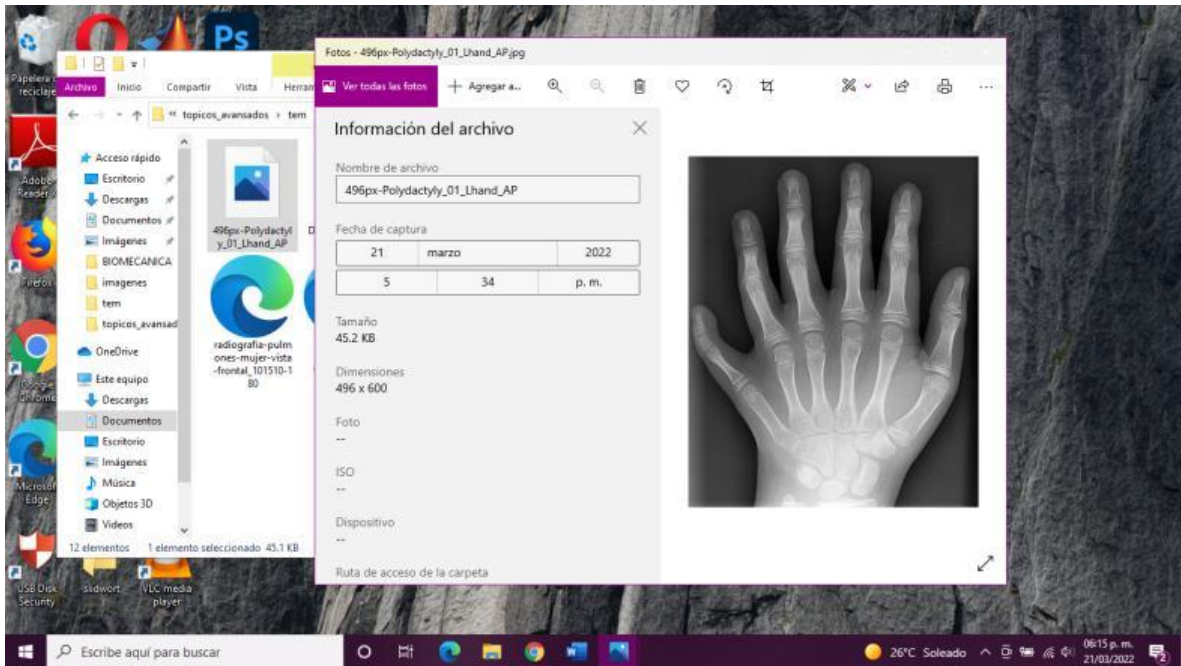 Ps
Papelera
reciclaje
Adobe
Reader
Firefox
Google
Chrome
Microsoft
Edge
USB Disk
Security
slidwort
VLC media
player
Archivo
Inicio
Compartir
Vista
Herram
« topicos_avansados › tem
Acceso rápido
Escritorio
Descargas
Documentos
Imágenes
BIOMECANICA
imagenes
tem
topicos_avansad
OneDrive
Este equipo
Descargas
Documentos
Escritorio
Imágenes
Música
Objetos 3D
Videos
496px-Polydactyl
y_01_Lhand_AP
D
radiografia-pulm
ones-mujer-vista
-frontal_101510-1
80
12 elementos
1 elemento seleccionado 45.1 KB
Fotos - 496px-Polydactyly_01_Lhand_AP.jpg
Ver todas las fotos
Agregar a...
Información del archivo
Nombre de archivo
496px-Polydactyly_01_Lhand_AP
Fecha de captura
21 marzo 2022
5 34 p. m.
Tamaño
45.2 KB
Dimensiones
496 x 600
Foto
--
ISO
--
Dispositivo
--
Ruta de acceso de la carpeta
Escribe aquí para buscar
26°C Soleado
06:15 p. m.
21/03/2022
2